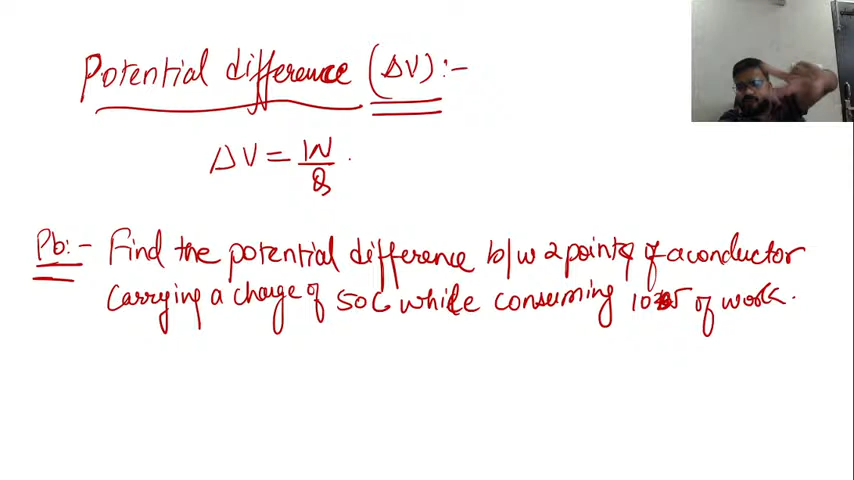 Potential difference (ΔV):-
ΔV = W/Q
Pb:- Find the potential difference b/w 2 points of a conductor
carrying a charge of 50C while consuming of work.